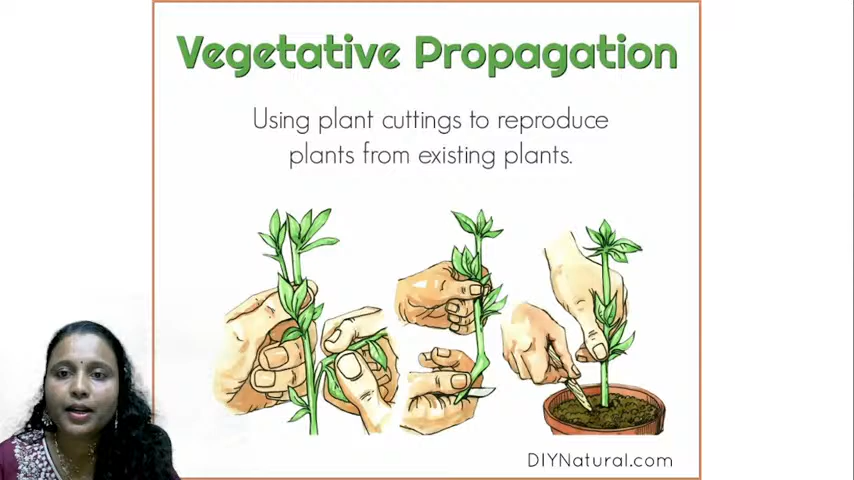 Vegetative Propagation
Using plant cuttings to reproduce
plants from existing plants.
DIYNatural.com